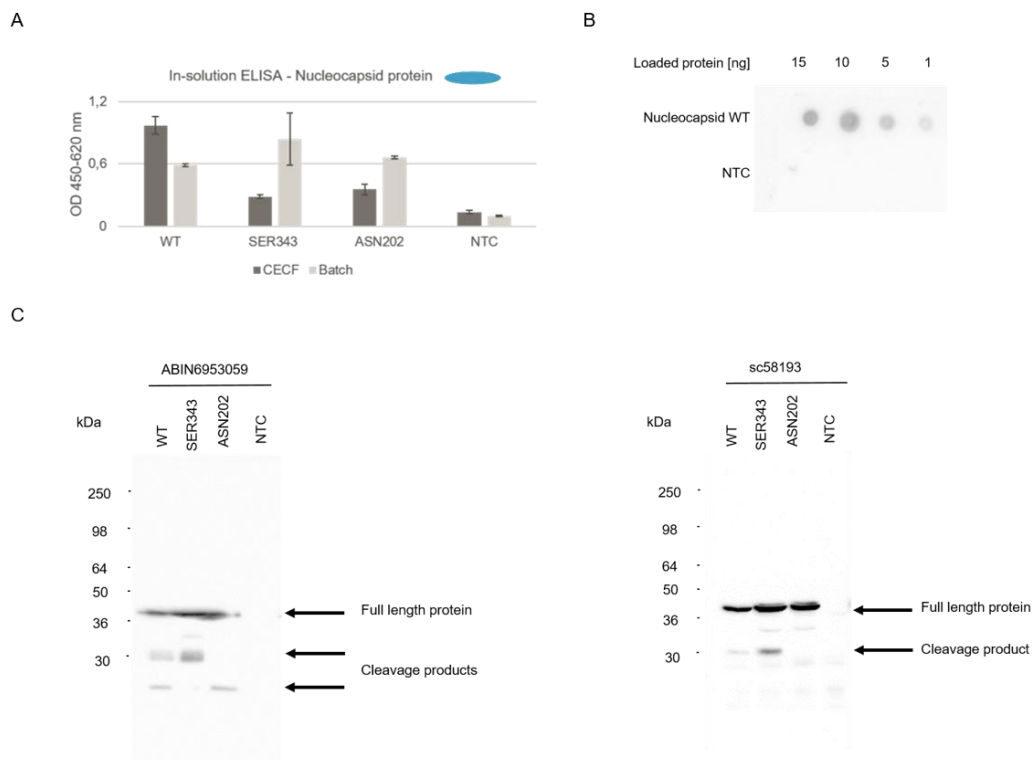 A
B
In-solution ELISA - Nucleocapsid protein
OD 450-620 nm
1,2
0,6
0
WT SER343 ASN202 NTC
CECF Batch
Loaded protein [ng] 15 10 5 1
Nucleocapsid WT
NTC
C
ABIN6953059
kDa
WT SER343 ASN202 NTC
250
98
64
50
36
30
Full length protein
Cleavage products
sc58193
kDa
WT SER343 ASN202 NTC
250
98
64
50
36
30
Full length protein
Cleavage product